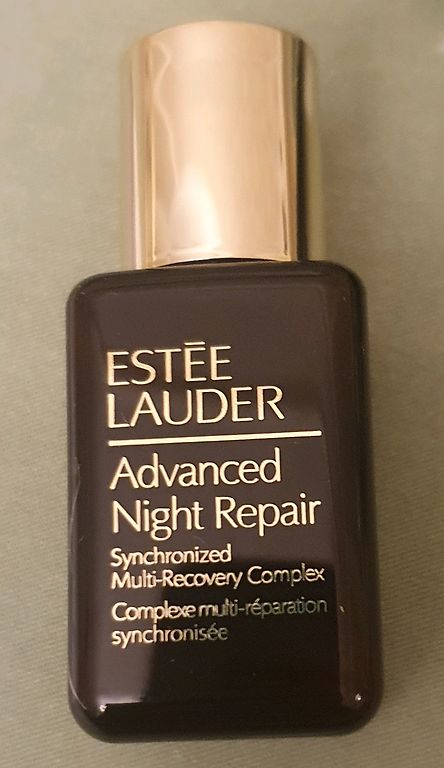 ESTĒE
LAUDER
Advanced
Night Repair
Synchronized
Multi-Recovery Complex
Complexe multi-réparation
synchronisée